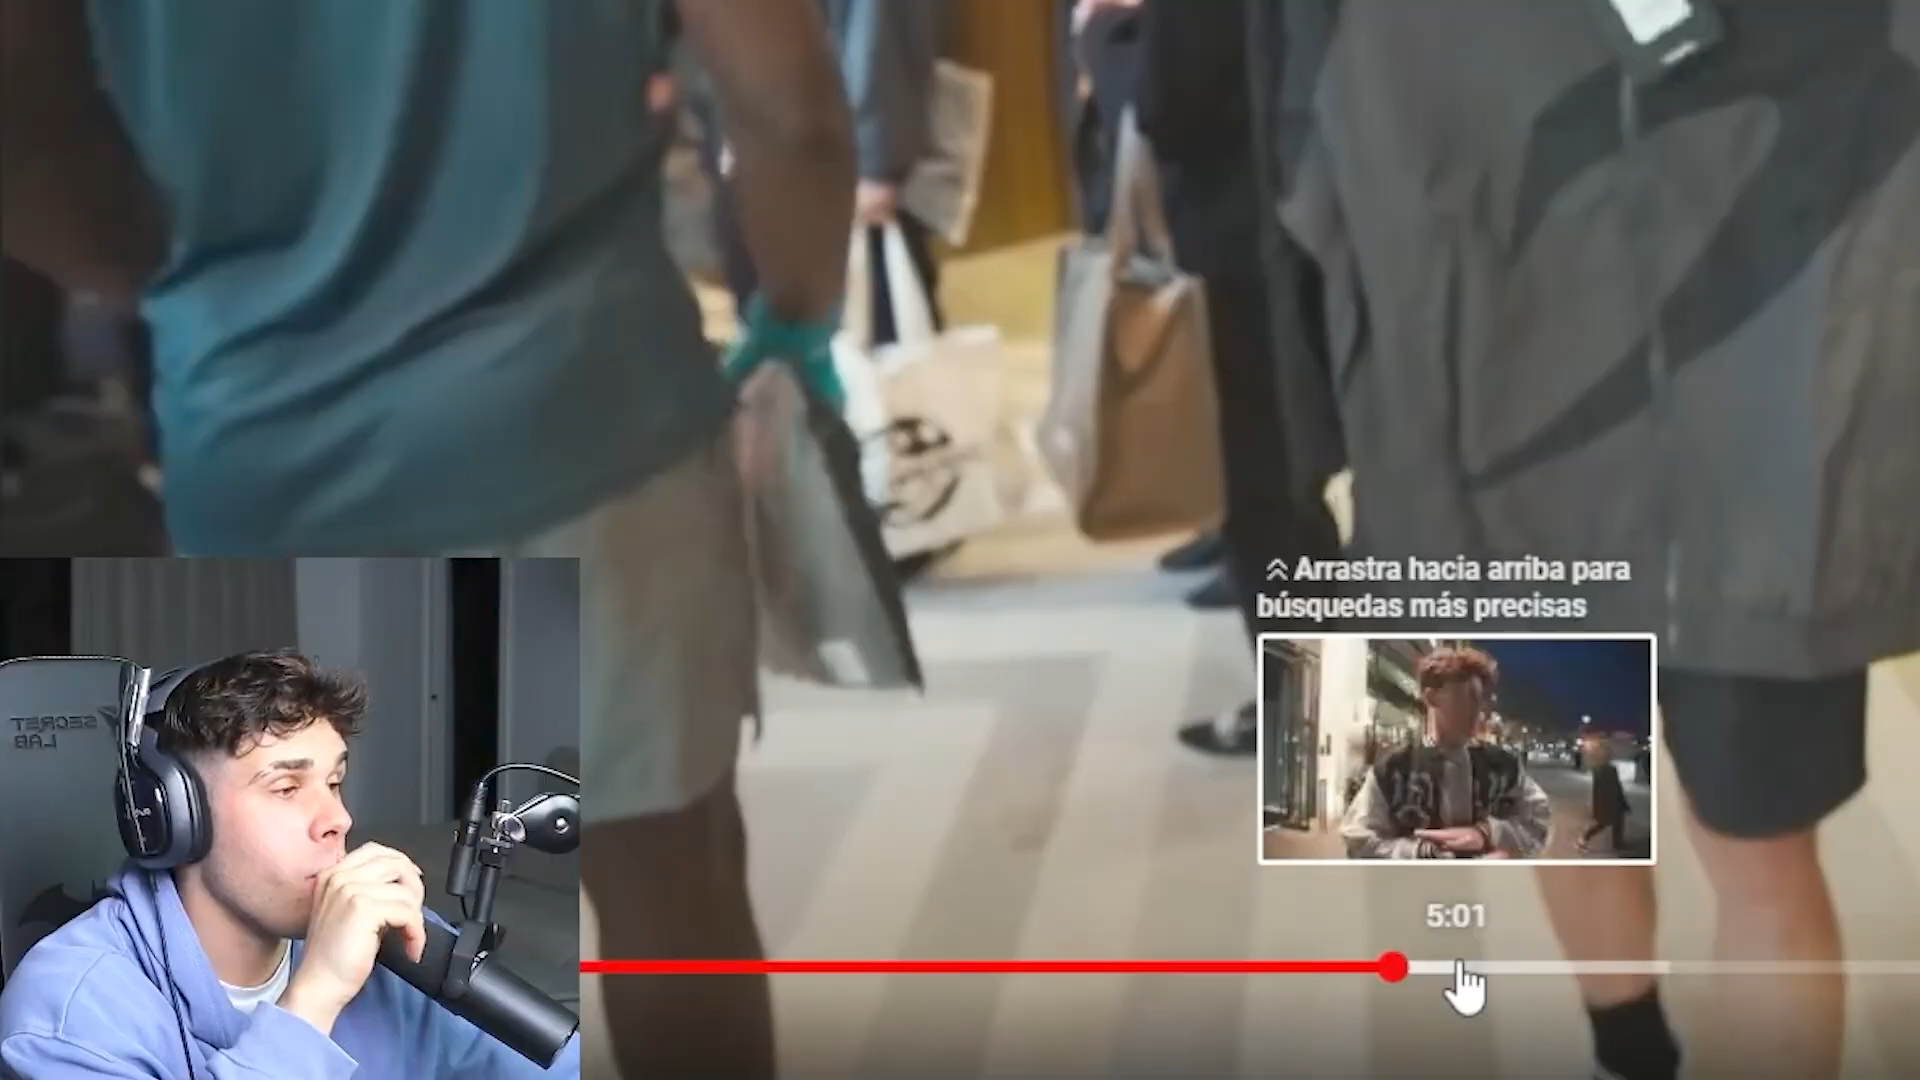 Arrastra hacia arriba para
búsquedas más precisas
5:01
SECRET
LAB